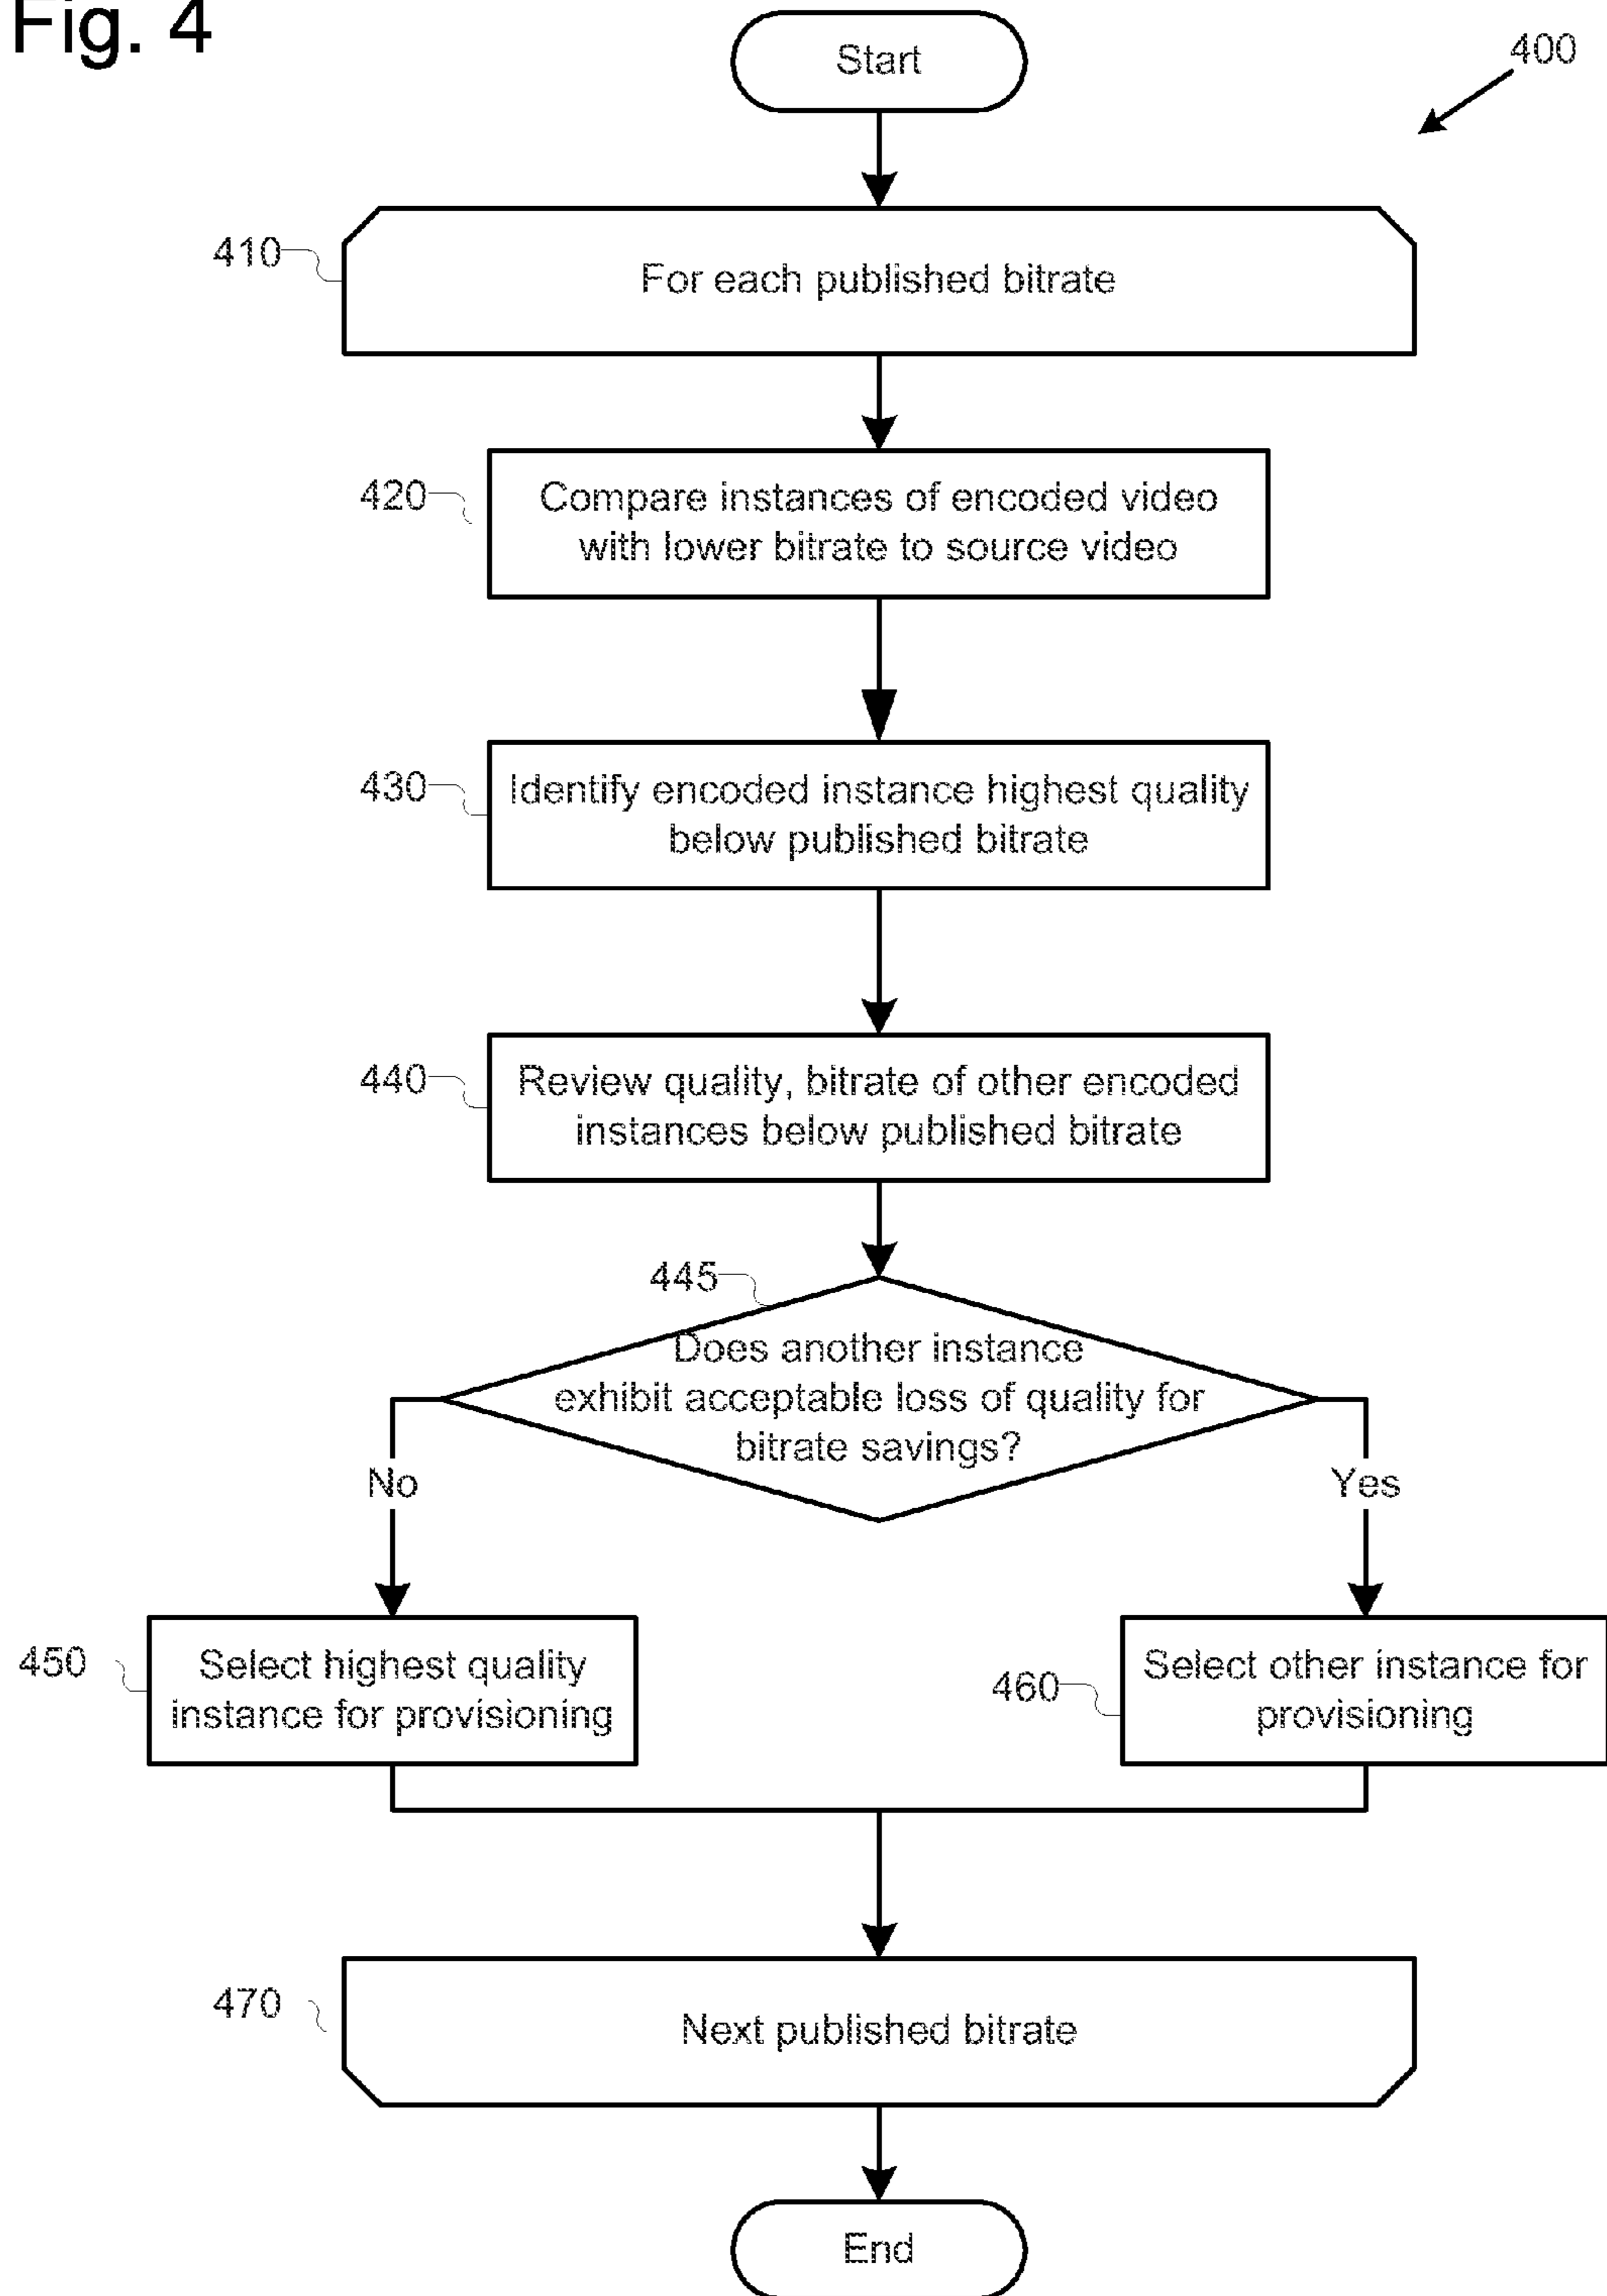 Fig. 4
Start
400
410
For each published bitrate
420
Compare instances of encoded video
with lower bitrate to source video
430
Identify encoded instance highest quality
below published bitrate
440
Review quality, bitrate of other encoded
instances below published bitrate
445
Does another instance
exhibit acceptable loss of quality for
bitrate savings?
No
Yes
450
Select highest quality
instance for provisioning
460
Select other instance for
provisioning
470
Next published bitrate
End